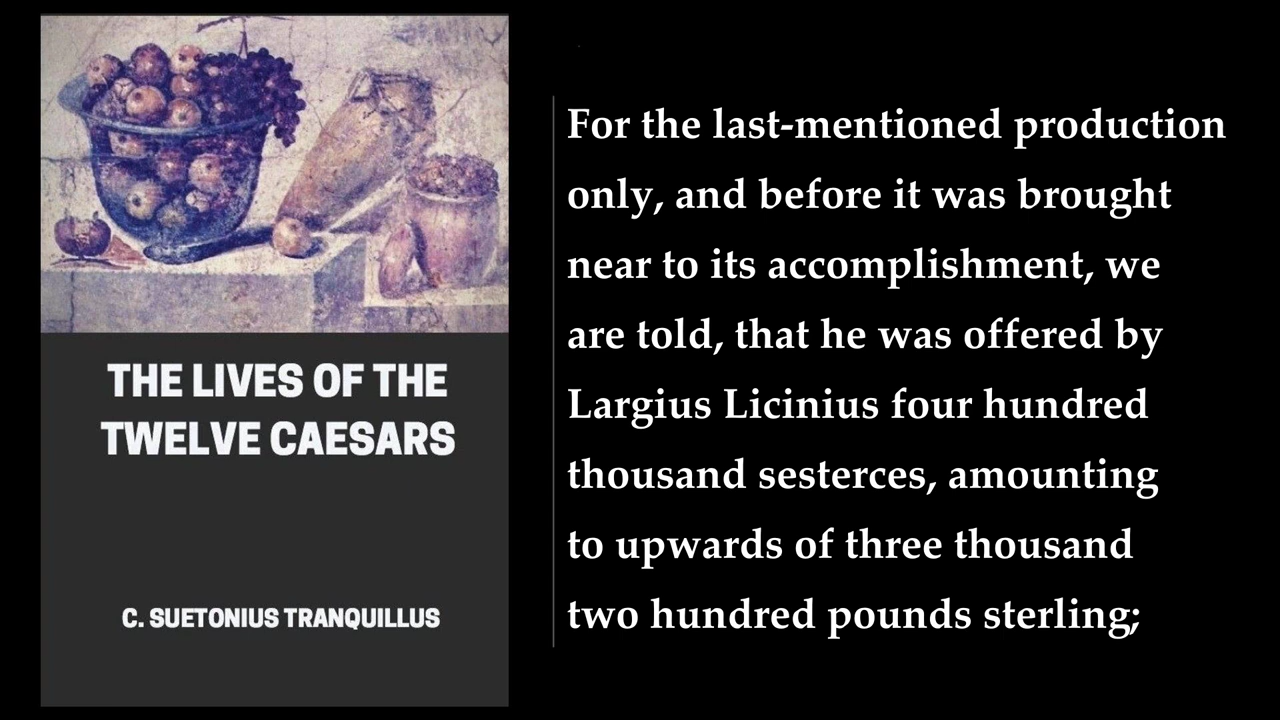 THE LIVES OF THE
TWELVE CAESARS
C. SUETONIUS TRANQUILLUS
For the last-mentioned production
only, and before it was brought
near to its accomplishment, we
are told, that he was offered by
Largius Licinius four hundred
thousand sesterces, amounting
to upwards of three thousand
two hundred pounds sterling;